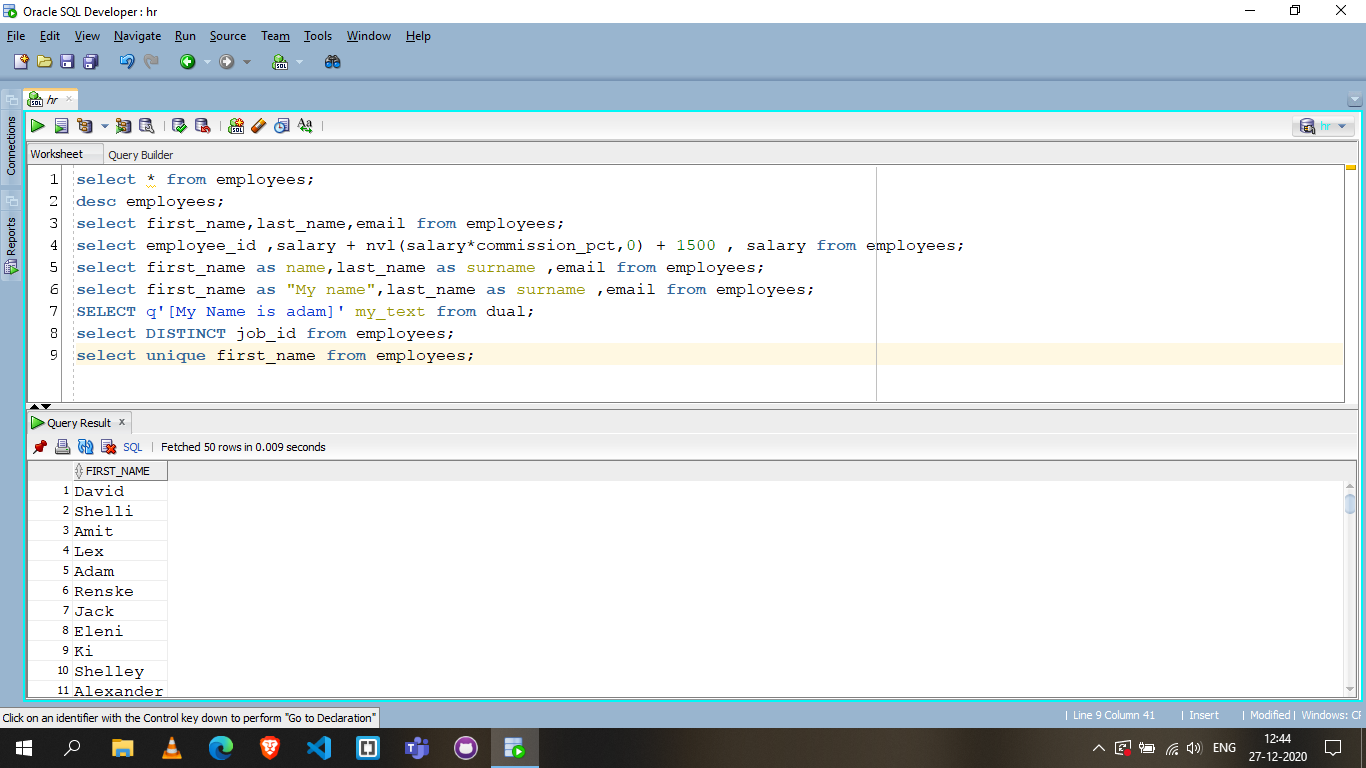 Oracle SQL Developer : hr
File Edit View Navigate Run Source Team Tools Window Help
hr
hr
Connections
Reports
Worksheet Query Builder
1 select * from employees;
2 desc employees;
3 select first_name,last_name,email from employees;
4 select employee_id ,salary + nvl(salary*commission_pct,0) + 1500 , salary from employees;
5 select first_name as name,last_name as surname ,email from employees;
6 select first_name as "My name",last_name as surname ,email from employees;
7 SELECT q'[My Name is adam]' my_text from dual;
8 select DISTINCT job_id from employees;
9 select unique first_name from employees;
Query Result x
SQL | Fetched 50 rows in 0.009 seconds
FIRST_NAME
1 David
2 Shelli
3 Amit
4 Lex
5 Adam
6 Renske
7 Jack
8 Eleni
9 Ki
10 Shelley
11 Alexander
Click on an identifier with the Control key down to perform "Go to Declaration"
| Line 9 Column 41 | Insert | Modified | Windows: CF
ENG 12:44
27-12-2020